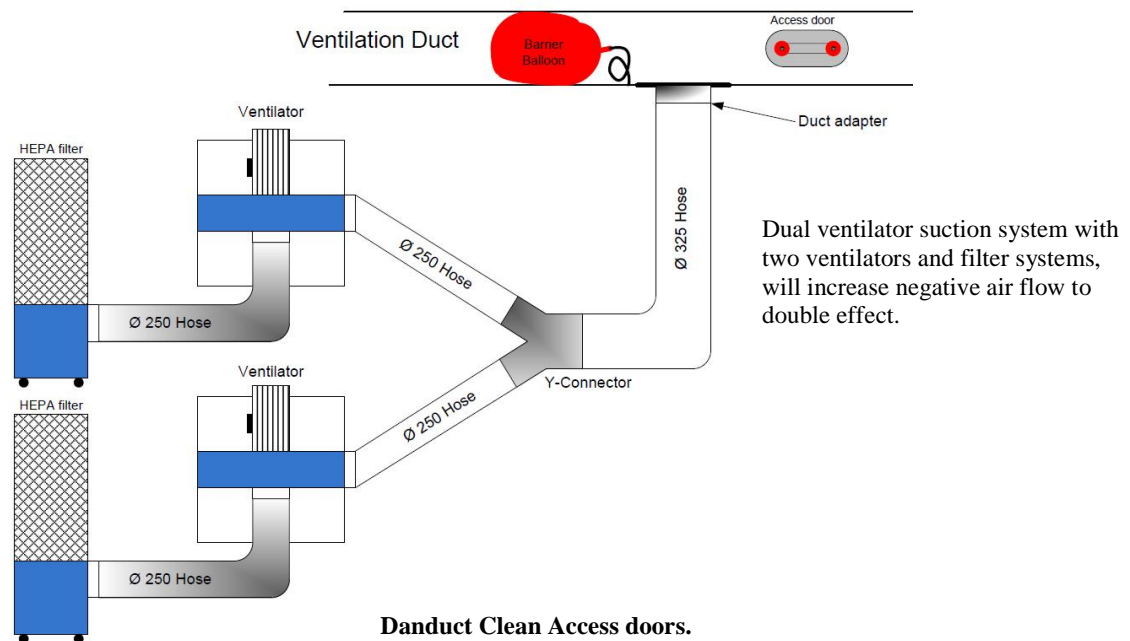 Access door
Ventilation Duct
Barrier
Balloon
Duct adapter
Ventilator
HEPA filter
Ø 250 Hose
Ø 325 Hose
Dual ventilator suction system with
two ventilators and filter systems,
will increase negative air flow to
double effect.
Ø 250 Hose
Ventilator
Y-Connector
HEPA filter
Ø 250 Hose
Ø 250 Hose
Danduct Clean Access doors.